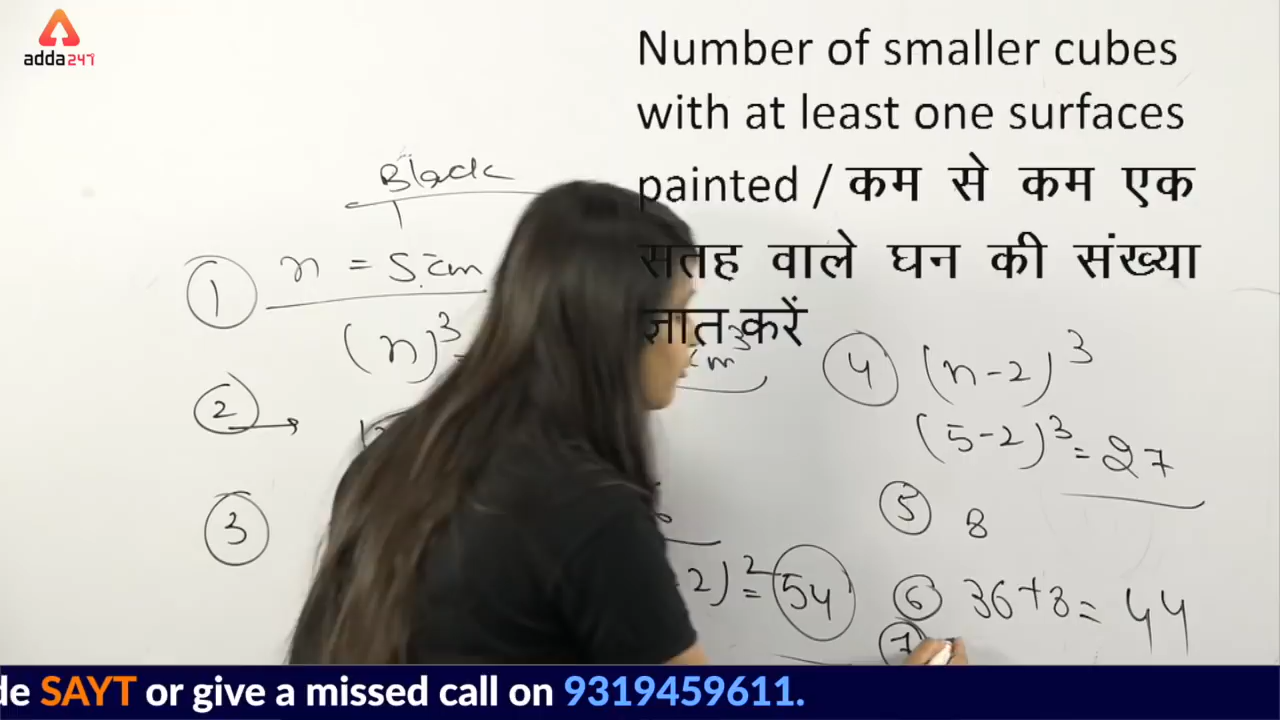 adda247
Number of smaller cubes
with at least one surfaces
painted / कम से कम एक
सतह वाले घन की संख्या
ज्ञात करें
Black
1 n = 5cm
(n)³
cm³
2
3
2)² = 54
4 (n-2)³
(5-2)³ = 27
5 8
6 36+8 = 44
7
de SAYT or give a missed call on 9319459611.